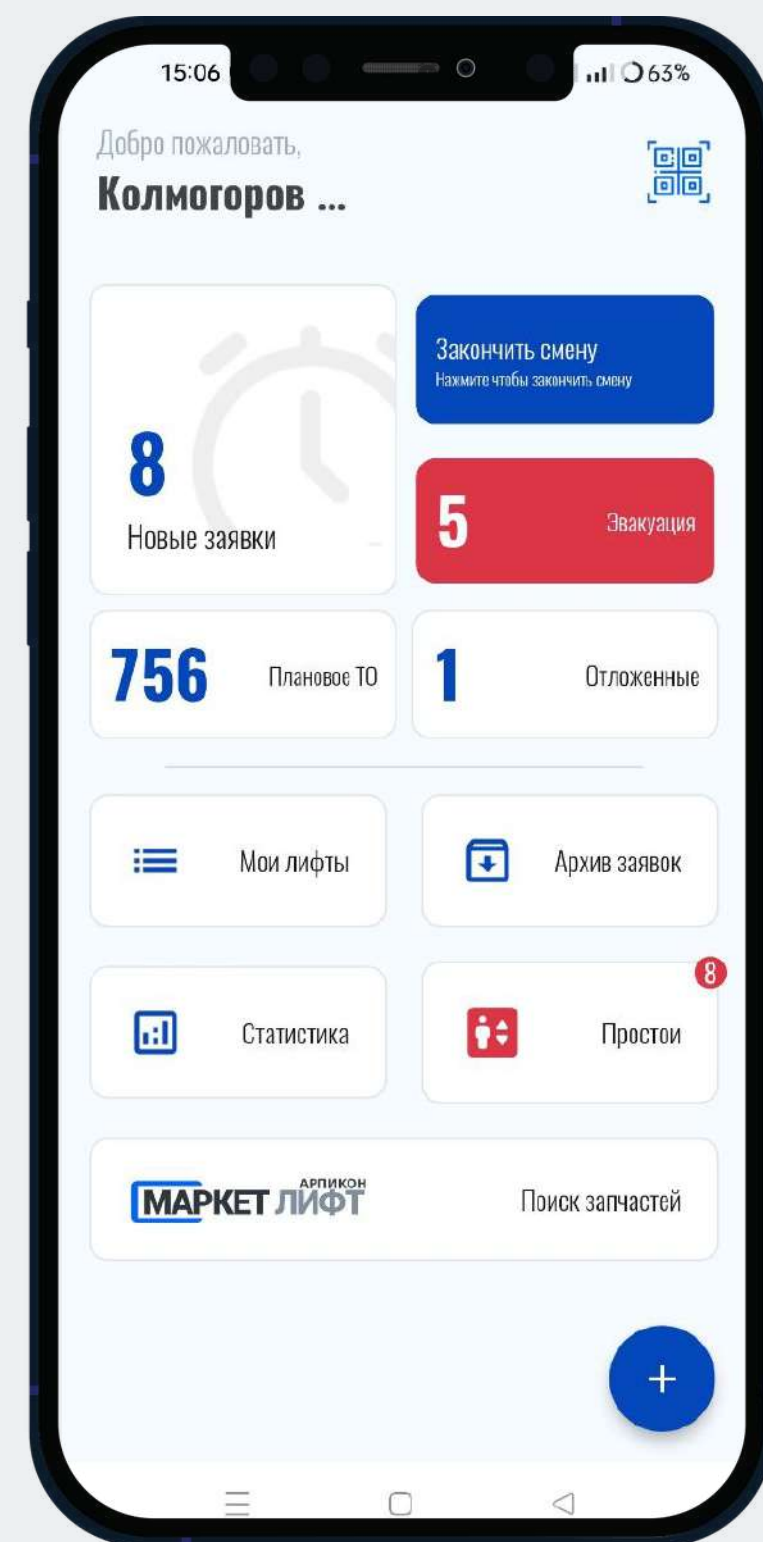 15:06
63%
Добро пожаловать,
Колмогоров ...
Закончить смену
Нажмите чтобы закончить смену
8
Новые заявки
5
Эвакуация
756
Плановое ТО
1
Отложенные
Мои лифты
Архив заявок
8
Статистика
Простои
АРПИКОН
МАРКЕТ ЛИФТ
Поиск запчастей
+